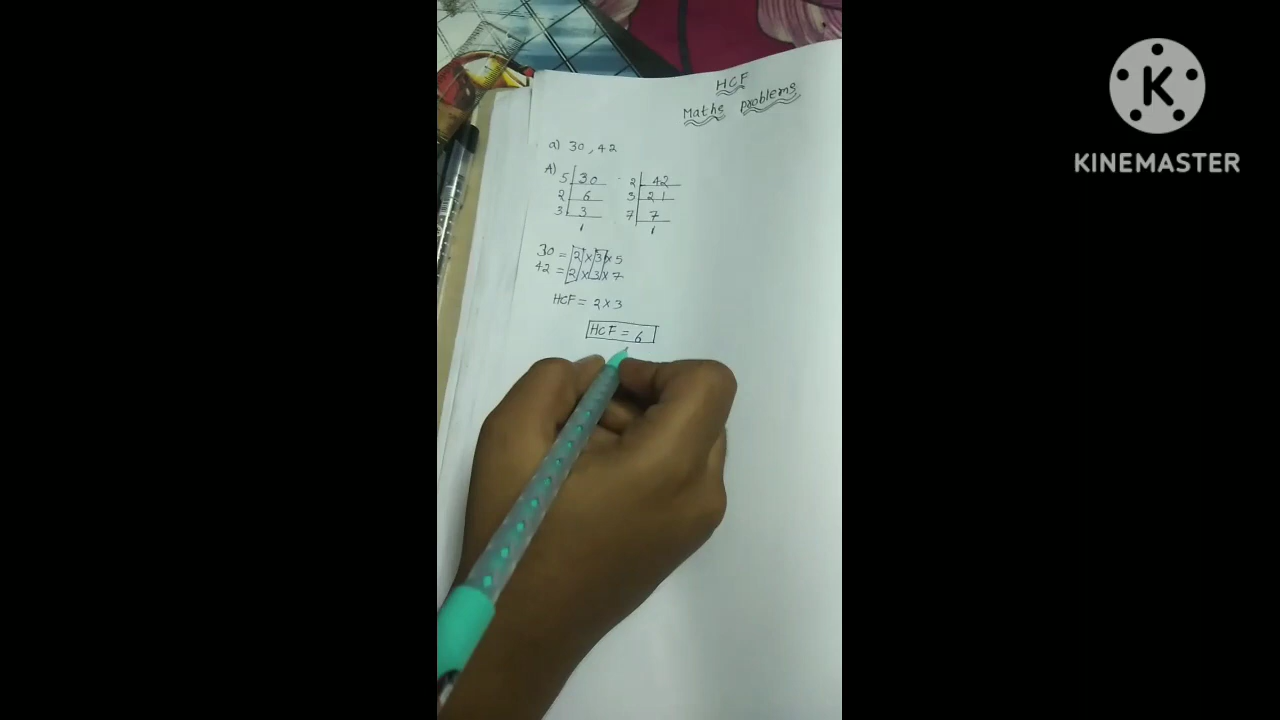 HCF
Maths Problems
a) 30, 42
A) 5 30 2 42
2 6 3 21
3 3 7 7
1 1
30 = 2 × 3 × 5
42 = 2 × 3 × 7
HCF = 2 × 3
HCF = 6
K
KINEMASTER